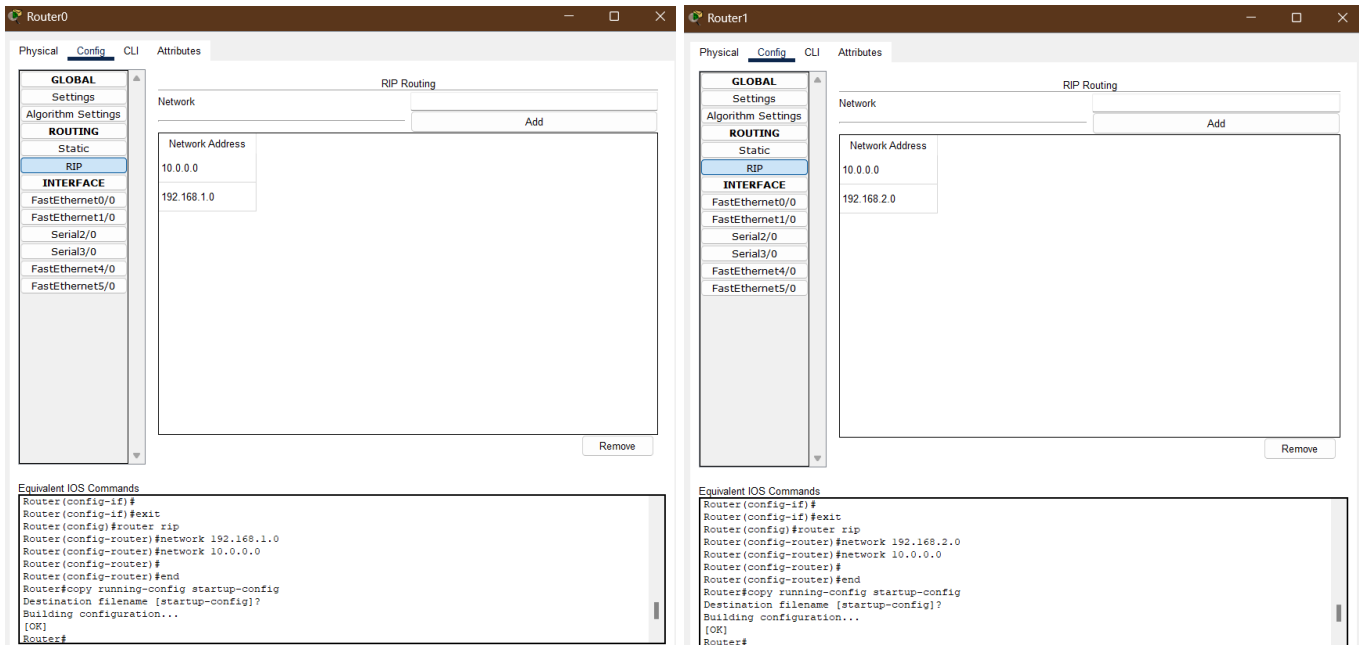 Router0
Physical Config CLI Attributes
GLOBAL
Settings
Algorithm Settings
ROUTING
Static
RIP
INTERFACE
FastEthernet0/0
FastEthernet1/0
Serial2/0
Serial3/0
FastEthernet4/0
FastEthernet5/0
RIP Routing
Network
Add
Network Address
10.0.0.0
192.168.1.0
Remove
Equivalent IOS Commands
Router(config-if)#
Router(config-if)#exit
Router(config)#router rip
Router(config-router)#network 192.168.1.0
Router(config-router)#network 10.0.0.0
Router(config-router)#
Router(config-router)#end
Router#copy running-config startup-config
Destination filename [startup-config]?
Building configuration...
[OK]
Router#
Router1
Physical Config CLI Attributes
GLOBAL
Settings
Algorithm Settings
ROUTING
Static
RIP
INTERFACE
FastEthernet0/0
FastEthernet1/0
Serial2/0
Serial3/0
FastEthernet4/0
FastEthernet5/0
RIP Routing
Network
Add
Network Address
10.0.0.0
192.168.2.0
Remove
Equivalent IOS Commands
Router(config-if)#
Router(config-if)#exit
Router(config)#router rip
Router(config-router)#network 192.168.2.0
Router(config-router)#network 10.0.0.0
Router(config-router)#
Router(config-router)#end
Router#copy running-config startup-config
Destination filename [startup-config]?
Building configuration...
[OK]
Router#